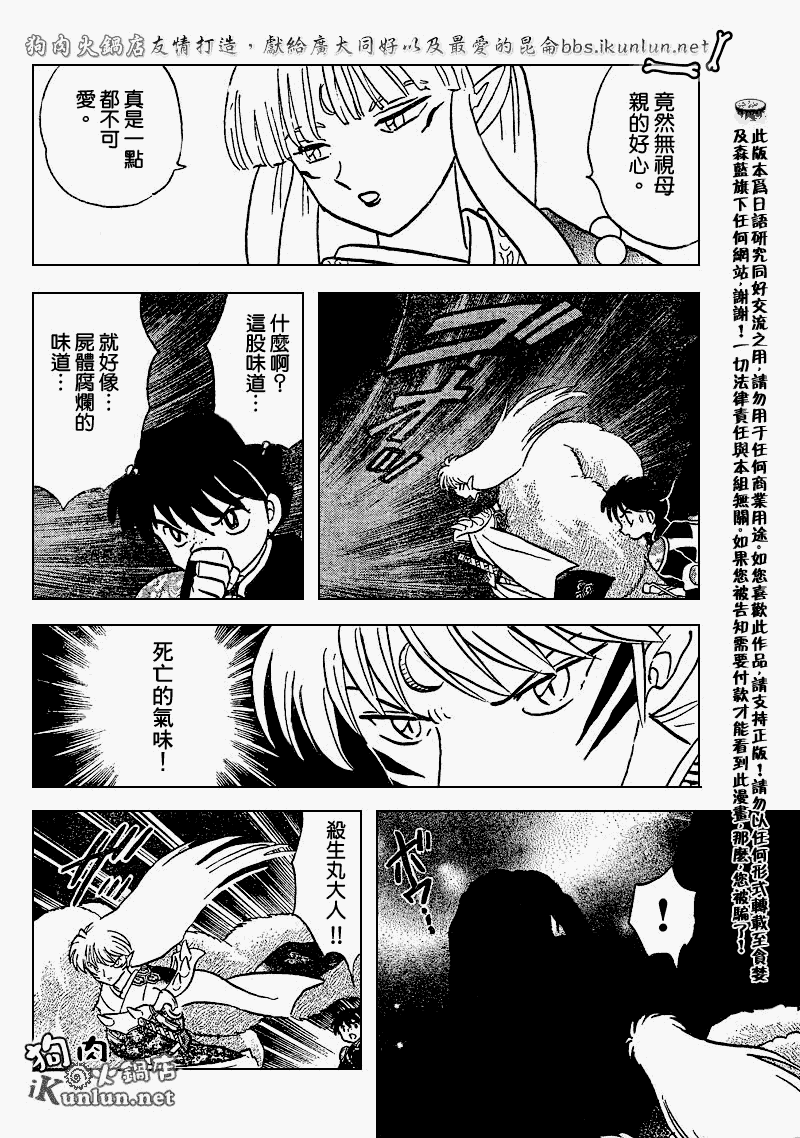 狗肉火鍋店友情打造，獻給廣大同好以及最愛的昆侖bbs.ikunlun.net
竟然無視母
親的好心。
真是一點
都不可
愛。
ゴオオッ
什麼啊？
這股味道…
就好像…
屍體腐爛的
味道…
死亡的氣味！
！
ボウ…
殺生丸大人!!
狗肉
火鍋店
iKunlun.net
此版本爲日語研究同好交流之用，請勿用于任何商業用途。如您喜歡此作品，請支持正版！請勿以任何形式轉載至貪婪
及森藍旗下任何網站，謝謝！一切法律責任與本組無關。如果您被告知需要付款才能看到此漫畫，那麽，您被騙了！